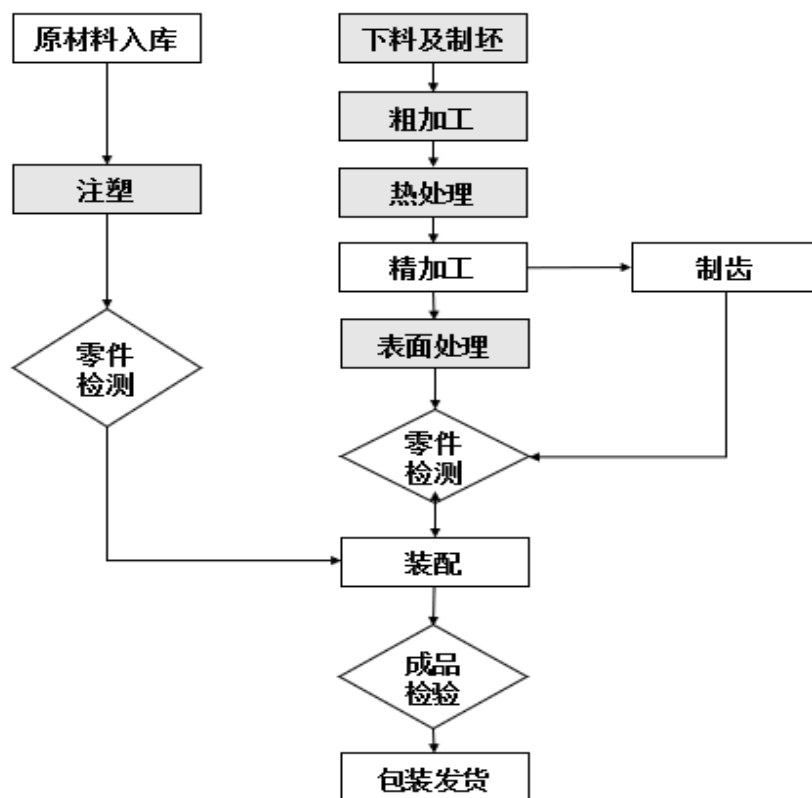 原材料入库
下料及制坯
粗加工
注塑
热处理
精加工
制齿
表面处理
零件
检测
零件
检测
装配
成品
检验
包装发货